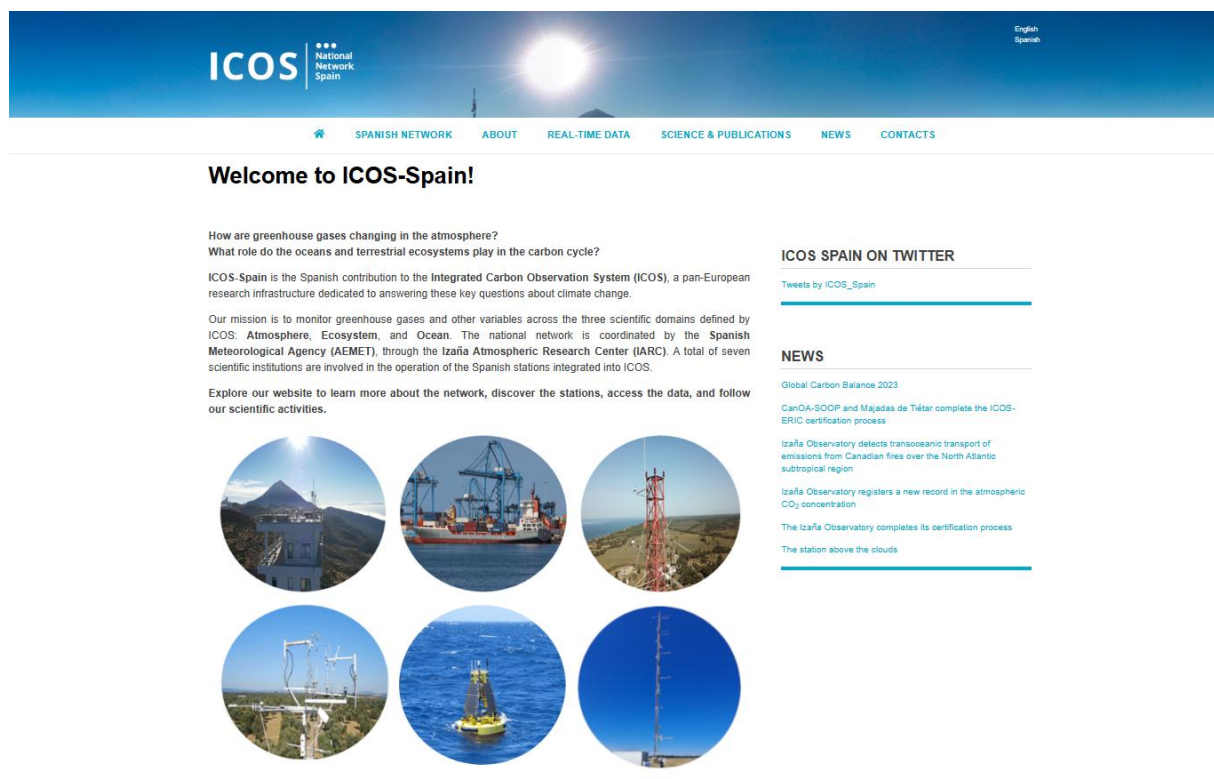 English
Spanish
ICOS
National
Network
Spain
SPANISH NETWORK
ABOUT
REAL-TIME DATA
SCIENCE & PUBLICATIONS
NEWS
CONTACTS
Welcome to ICOS-Spain!
How are greenhouse gases changing in the atmosphere?
What role do the oceans and terrestrial ecosystems play in the carbon cycle?
ICOS-Spain is the Spanish contribution to the Integrated Carbon Observation System (ICOS), a pan-European
research infrastructure dedicated to answering these key questions about climate change.
Our mission is to monitor greenhouse gases and other variables across the three scientific domains defined by
ICOS: Atmosphere, Ecosystem, and Ocean. The national network is coordinated by the Spanish
Meteorological Agency (AEMET), through the Izaña Atmospheric Research Center (IARC). A total of seven
scientific institutions are involved in the operation of the Spanish stations integrated into ICOS.
Explore our website to learn more about the network, discover the stations, access the data, and follow
our scientific activities.
ICOS SPAIN ON TWITTER
Tweets by ICOS_Spain
NEWS
Global Carbon Balance 2023
CanOA-SOOP and Majadas de Tiétar complete the ICOS-
ERIC certification process
Izaña Observatory detects transoceanic transport of
emissions from Canadian fires over the North Atlantic
subtropical region
Izaña Observatory registers a new record in the atmospheric
CO₂ concentration
The Izaña Observatory completes its certification process
The station above the clouds